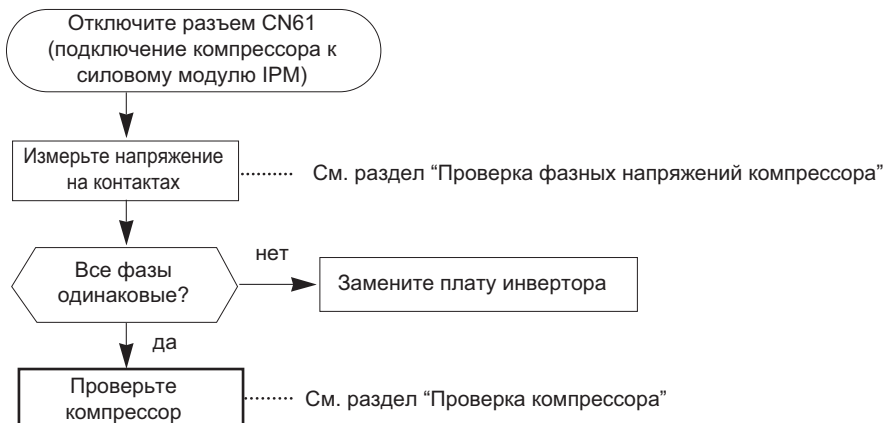 Отключите разъем CN61
(подключение компрессора к
силовому модулю IPM)
Измерьте напряжение
на контактах
См. раздел “Проверка фазных напряжений компрессора”
Все фазы
одинаковые?
нет
Замените плату инвертора
да
Проверьте
компрессор
См. раздел “Проверка компрессора”